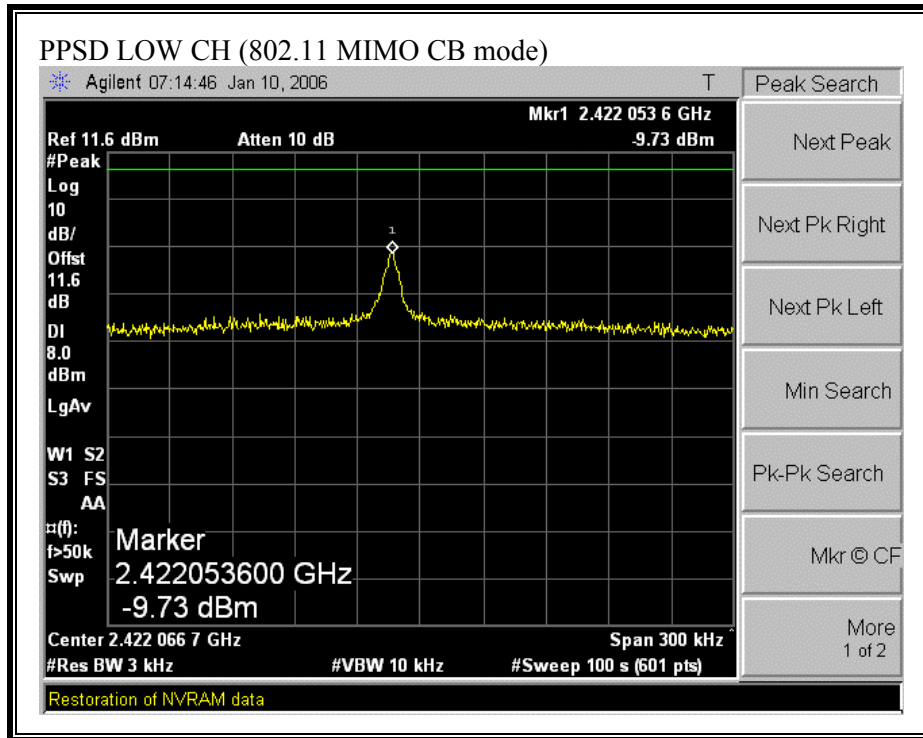 PPSD LOW CH (802.11 MIMO CB mode)
Agilent 07:14:46 Jan 10, 2006 T
Peak Search
Mkr1 2.422 053 6 GHz
Ref 11.6 dBm Atten 10 dB -9.73 dBm
#Peak
Log
10
dB/
Offst
11.6
dB
DI
8.0
dBm
LgAv
W1 S2
S3 FS
AA
¤(f):
f>50k
Swp
1
Marker
2.422053600 GHz
-9.73 dBm
Center 2.422 066 7 GHz Span 300 kHz ^
#Res BW 3 kHz #VBW 10 kHz #Sweep 100 s (601 pts)
Restoration of NVRAM data
Next Peak
Next Pk Right
Next Pk Left
Min Search
Pk-Pk Search
Mkr © CF
More
1 of 2